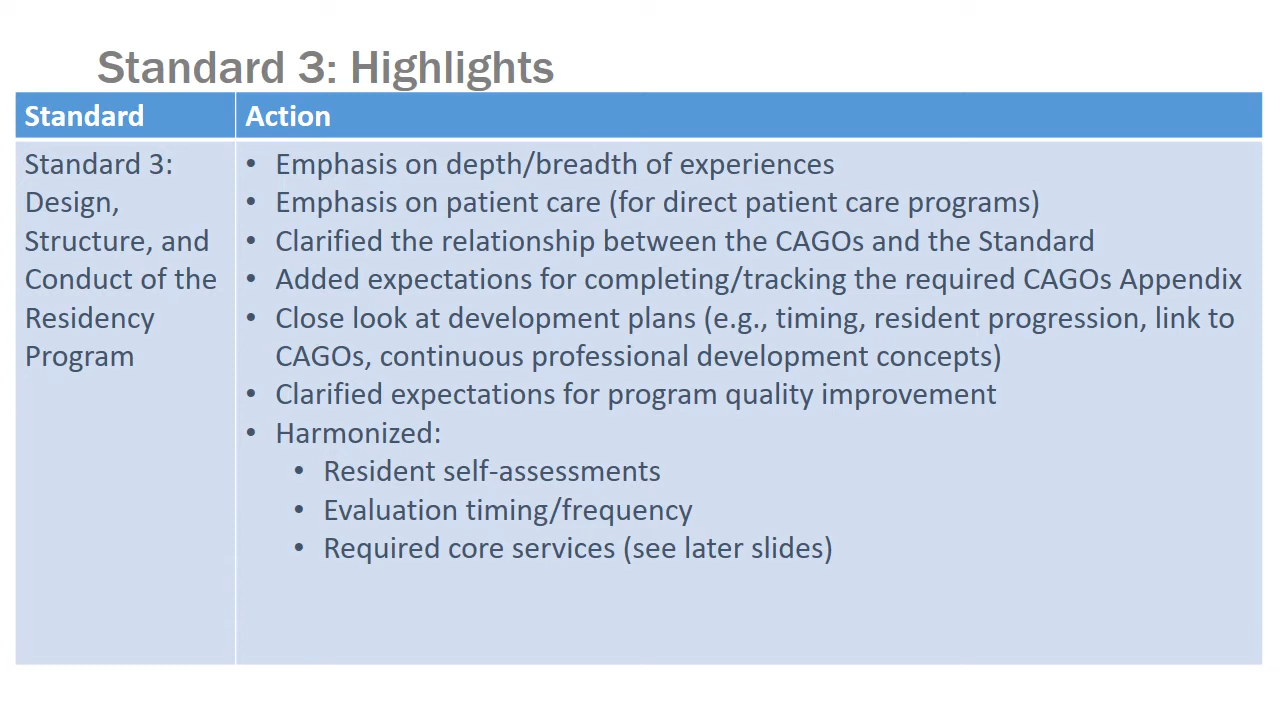 Standard 3: Highlights
Standard
Action
Standard 3:
Design,
Structure, and
Conduct of the
Residency
Program
• Emphasis on depth/breadth of experiences
• Emphasis on patient care (for direct patient care programs)
• Clarified the relationship between the CAGOs and the Standard
• Added expectations for completing/tracking the required CAGOs Appendix
• Close look at development plans (e.g., timing, resident progression, link to
CAGOs, continuous professional development concepts)
• Clarified expectations for program quality improvement
• Harmonized:
• Resident self-assessments
• Evaluation timing/frequency
• Required core services (see later slides)